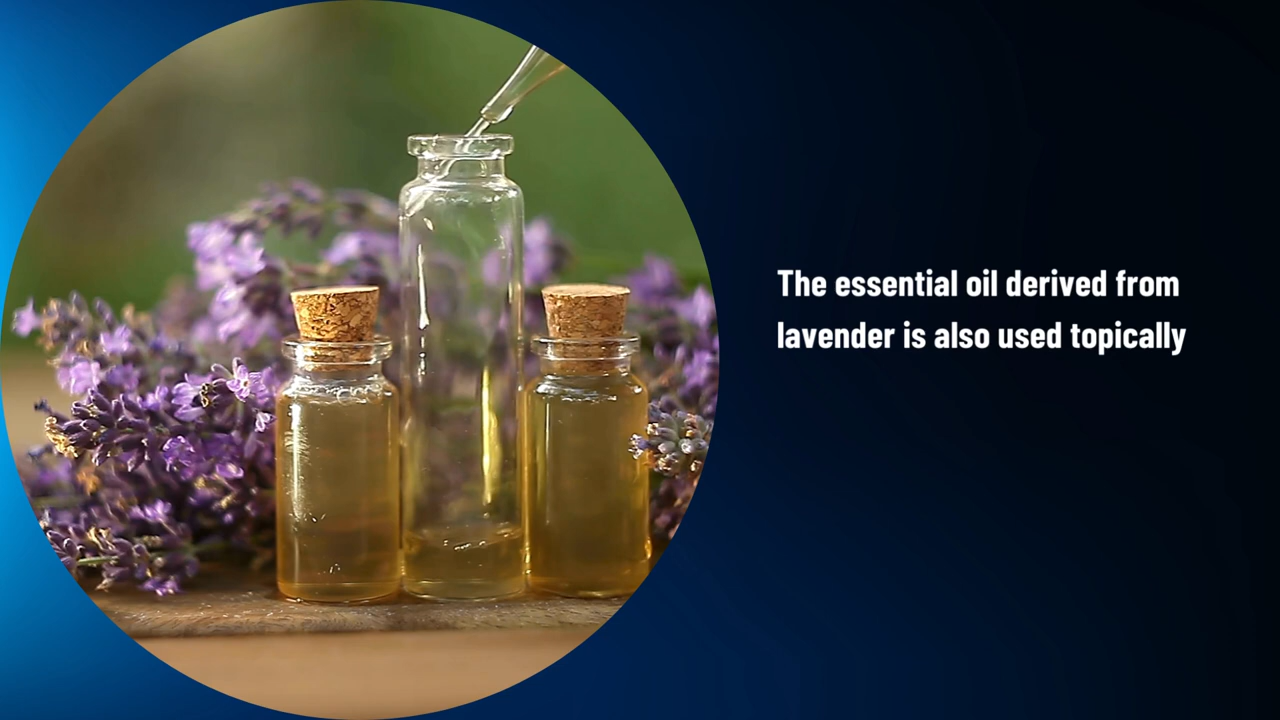 The essential oil derived from
lavender is also used topically